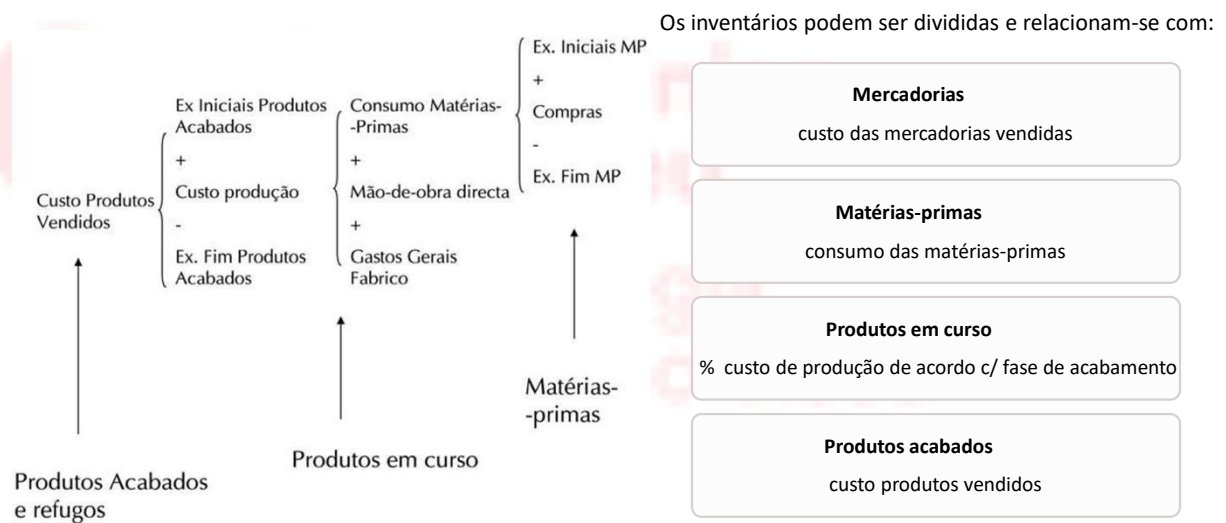 Os inventários podem ser divididas e relacionam-se com:
Custo Produtos
Vendidos
Ex Iniciais Produtos
Acabados
+
Custo produção
-
Ex. Fim Produtos
Acabados
Consumo Matérias-
-Primas
+
Mão-de-obra directa
+
Gastos Gerais
Fabrico
Ex. Iniciais MP
+
Compras
-
Ex. Fim MP
Produtos Acabados
e refugos
Produtos em curso
Matérias-
-primas
Mercadorias
custo das mercadorias vendidas
Matérias-primas
consumo das matérias-primas
Produtos em curso
% custo de produção de acordo c/ fase de acabamento
Produtos acabados
custo produtos vendidos